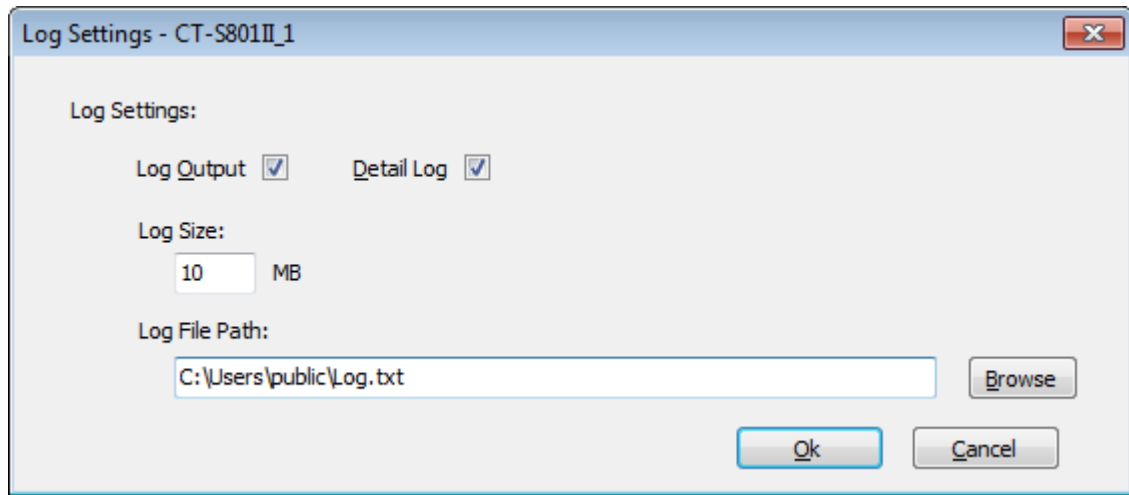 Log Settings - CT-S801II_1
Log Settings:
Log Output Detail Log
Log Size:
10 MB
Log File Path:
C:\Users\public\Log.txt Browse
Ok Cancel